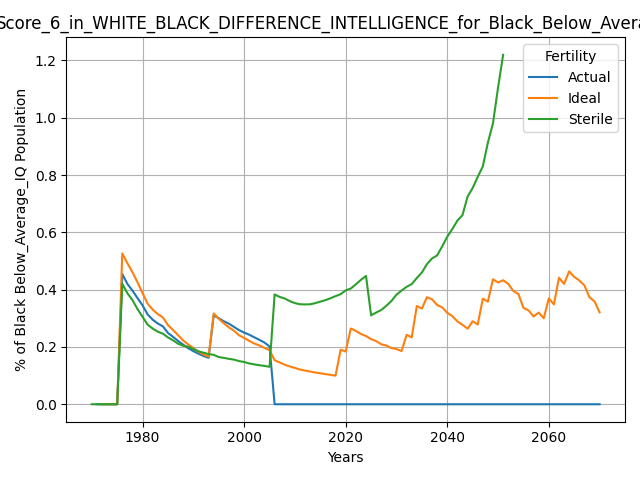 Score_6_in_WHITE_BLACK_DIFFERENCE_INTELLIGENCE_for_Black_Below_Avera
% of Black Below_Average_IQ Population
1.2
1.0
0.8
0.6
0.4
0.2
0.0
Fertility
Actual
Ideal
Sterile
1980
2000
2020
2040
2060
Years